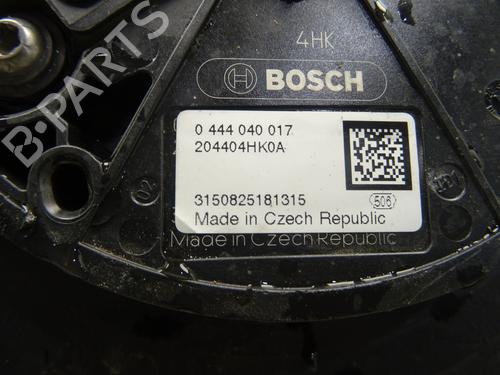 4HK
BOSCH
0 444 040 017
204404HK0A
3150825181315
506
Made in Czech Republic
Made in Czech Republic
B-PARTS